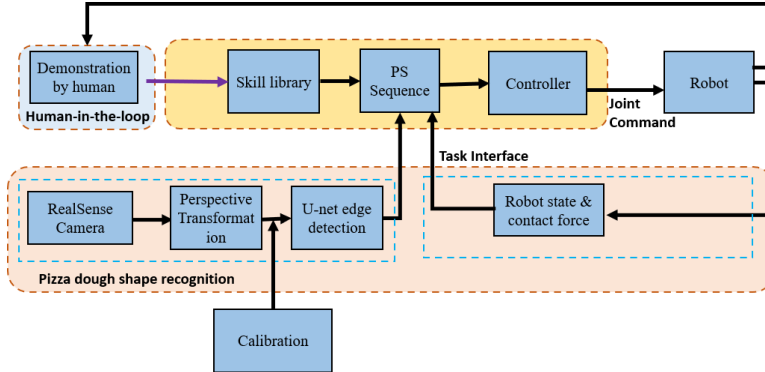 Demonstration
by human
Human-in-the-loop
Skill library
PS
Sequence
Controller
Joint
Command
Robot
Task Interface
RealSense
Camera
Perspective
Transformat
ion
U-net edge
detection
Robot state &
contact force
Pizza dough shape recognition
Calibration